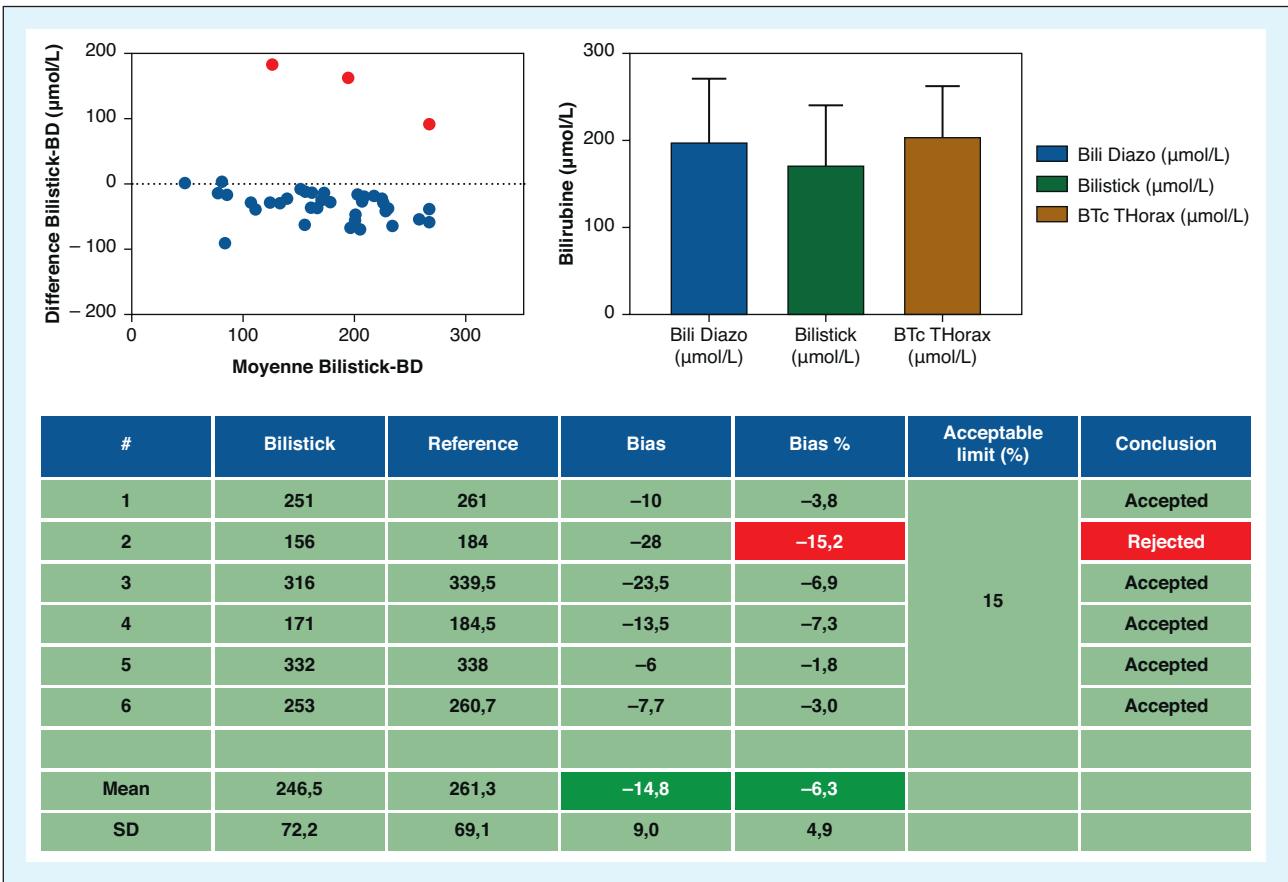 Difference Bilistick-BD (µmol/L)
200
100
0
– 100
– 200
0
100
200
300
Moyenne Bilistick-BD
Bilirubine (µmol/L)
300
200
100
0
Bili Diazo
(µmol/L)
Bilistick
(µmol/L)
BTc THorax
(µmol/L)
Bili Diazo (µmol/L)
Bilistick (µmol/L)
BTc THorax (µmol/L)
# Bilistick Reference Bias Bias % Acceptable limit (%) Conclusion
1 251 261 –10 –3,8 Accepted
2 156 184 –28 –15,2 Rejected
3 316 339,5 –23,5 –6,9 Accepted
15
4 171 184,5 –13,5 –7,3 Accepted
5 332 338 –6 –1,8 Accepted
6 253 260,7 –7,7 –3,0 Accepted
Mean 246,5 261,3 –14,8 –6,3
SD 72,2 69,1 9,0 4,9